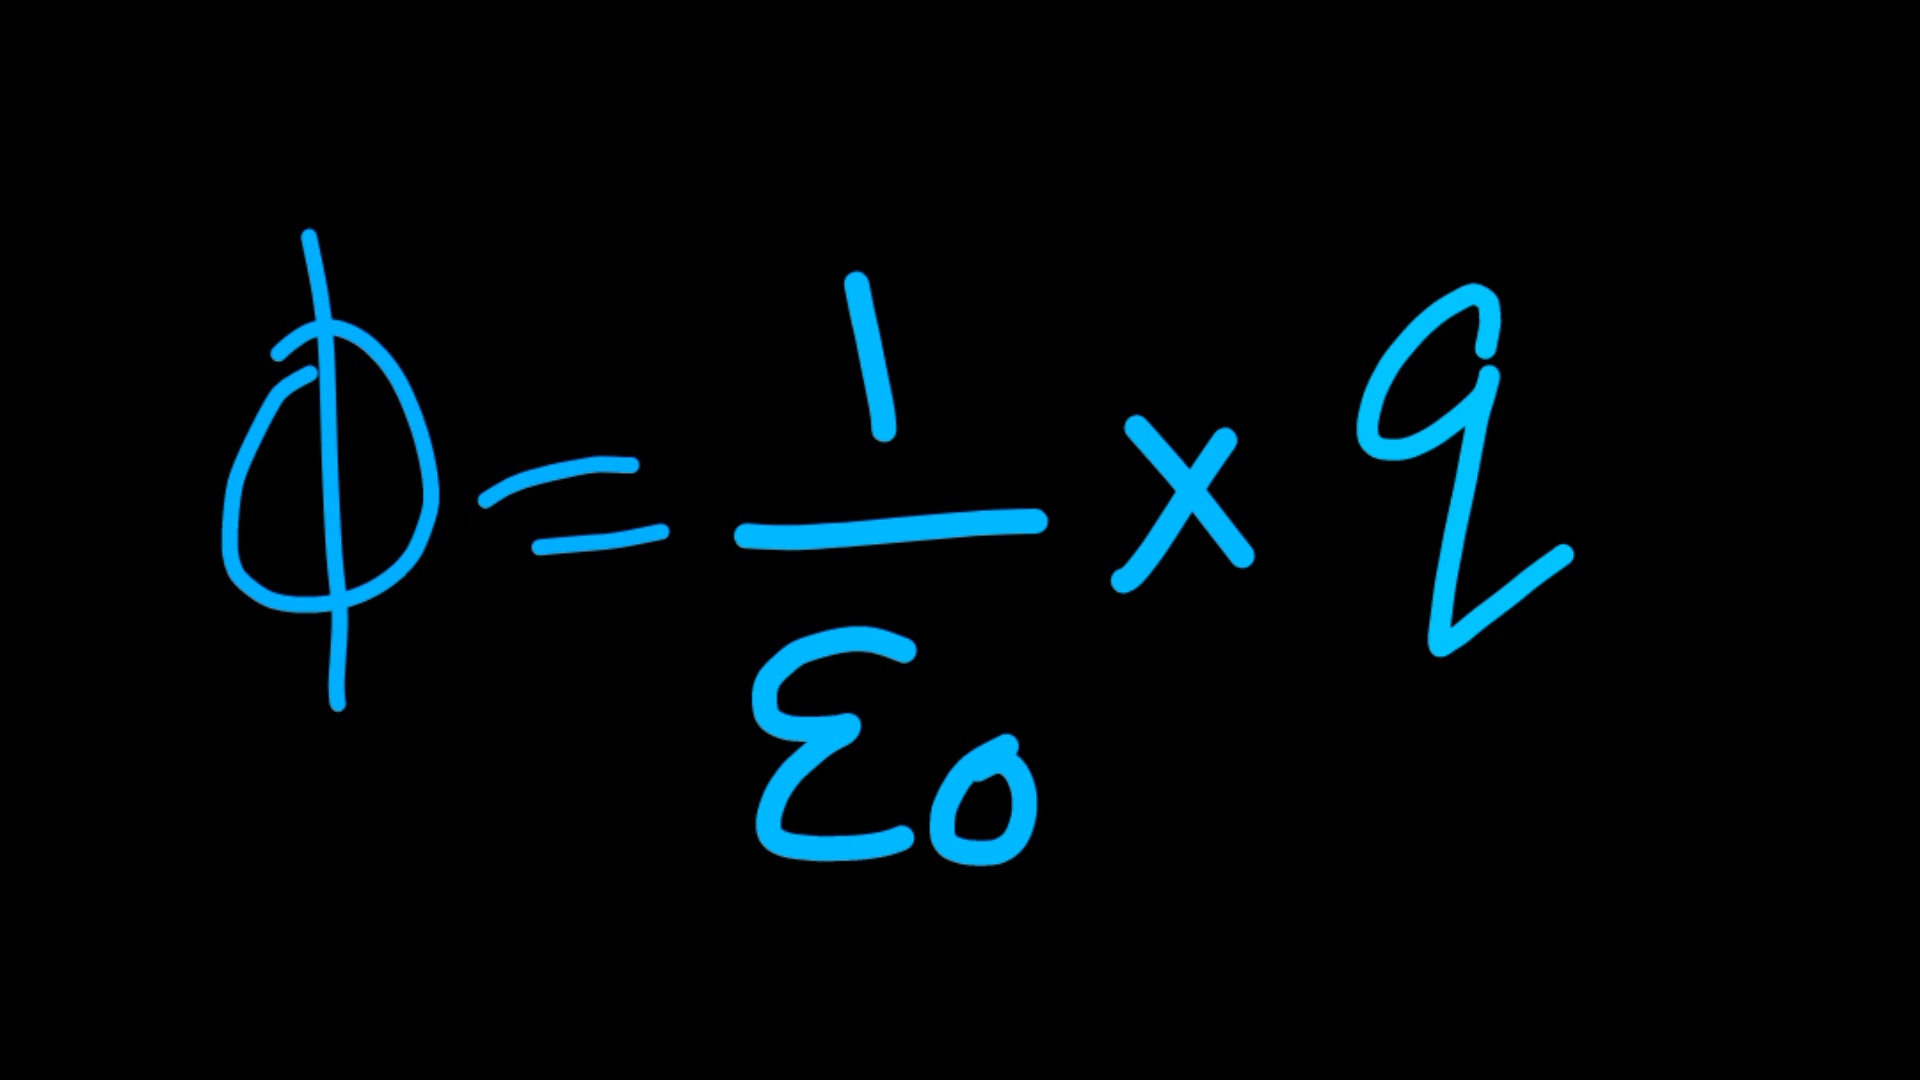 ϕ = 1/ε₀ × q